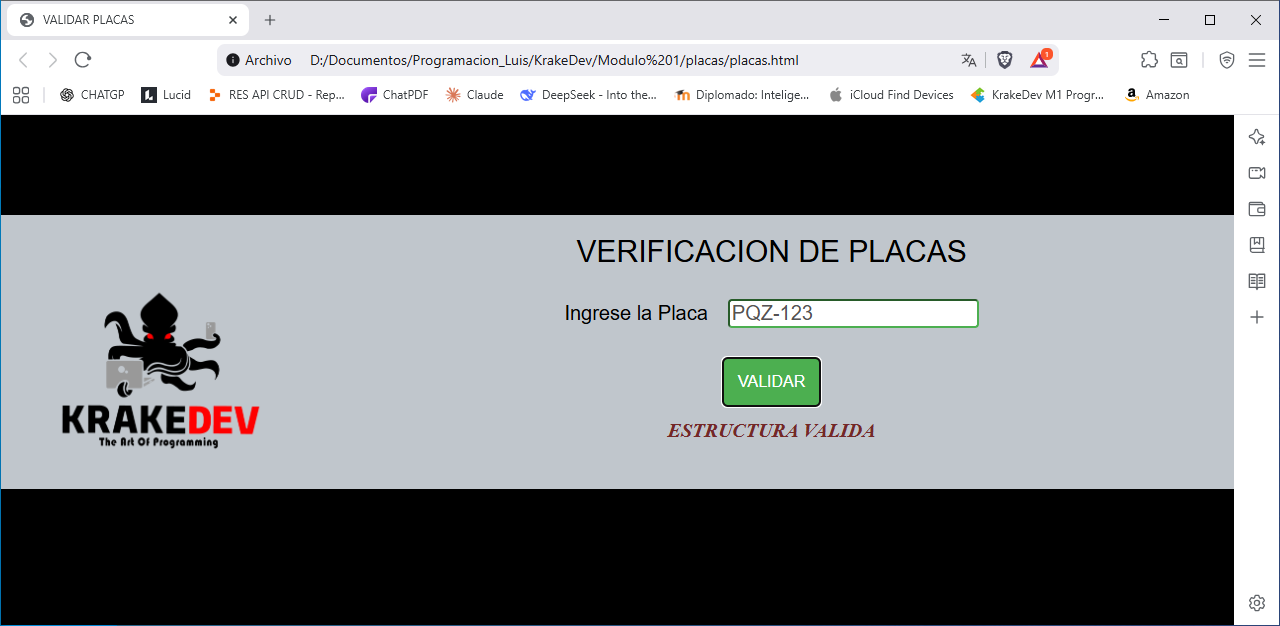 VALIDAR PLACAS
Archivo D:/Documentos/Programacion_Luis/KrakeDev/Modulo%201/placas/placas.html
1
CHATGP Lucid RES API CRUD - Rep... ChatPDF Claude DeepSeek - Into the... Diplomado: Intelige... iCloud Find Devices KrakeDev M1 Progr... Amazon
VERIFICACION DE PLACAS
Ingrese la Placa PQZ-123
VALIDAR
ESTRUCTURA VALIDA
KRAKEDEV
The Art Of Programming